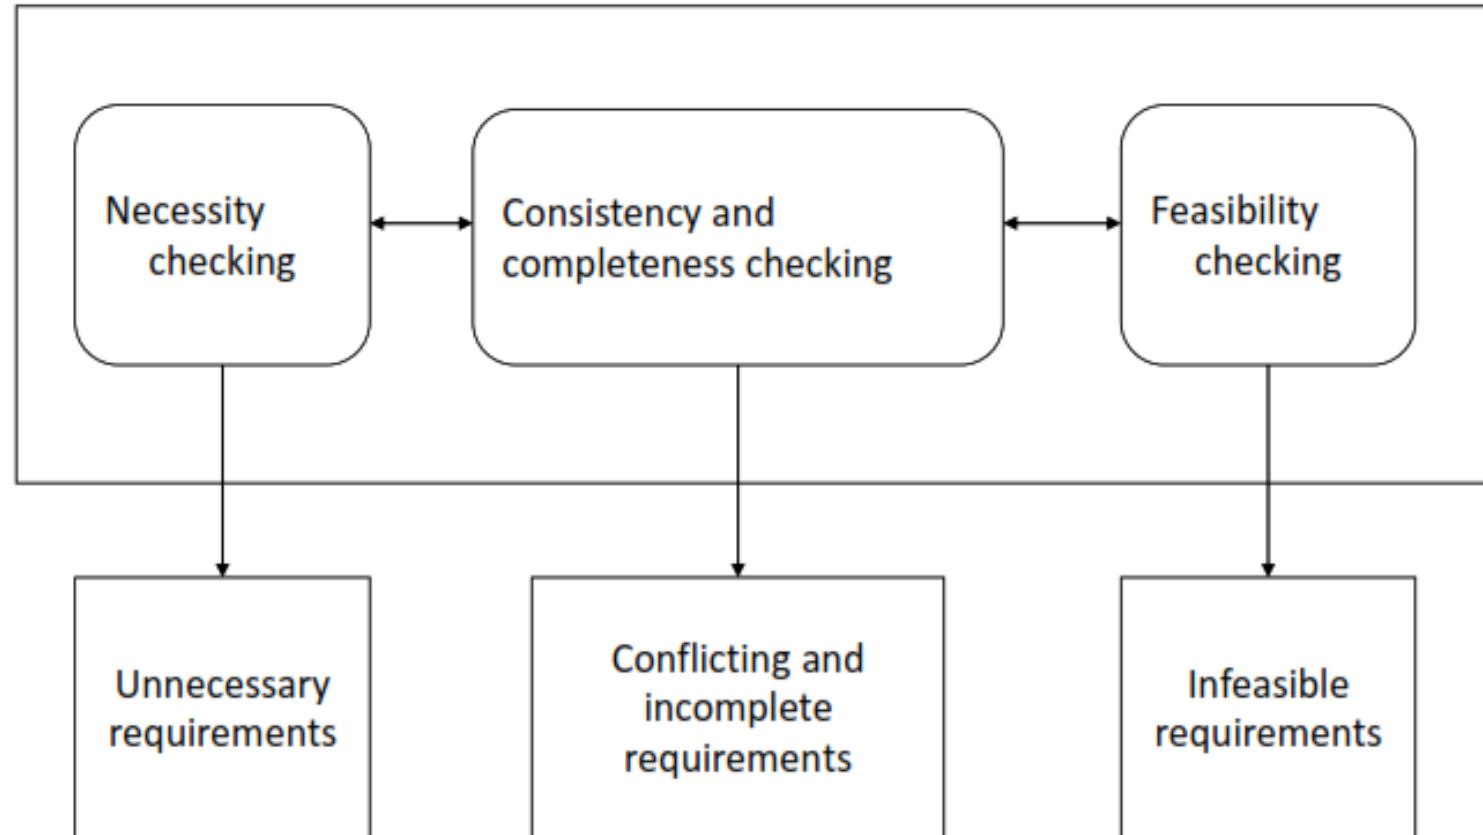 Necessity
checking
Consistency and
completeness checking
Feasibility
checking
Unnecessary
requirements
Conflicting and
incomplete
requirements
Infeasible
requirements